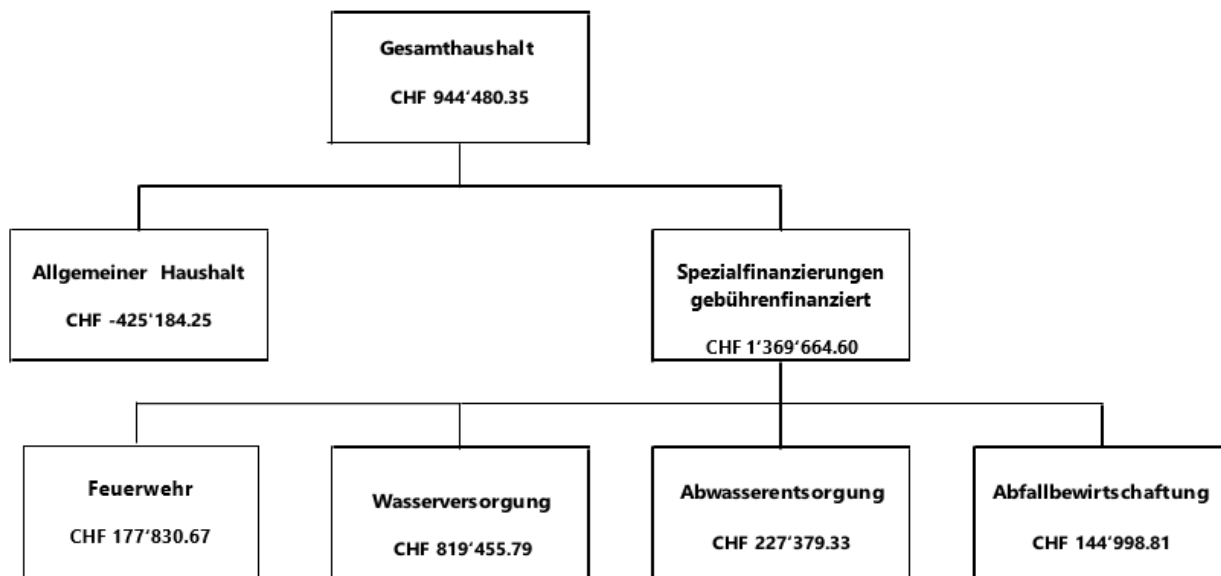 Gesamthaushalt
CHF 944‘480.35
Allgemeiner Haushalt
CHF -425'184.25
Spezialfinanzierungen
gebührenfinanziert
CHF 1‘369‘664.60
Feuerwehr
CHF 177‘830.67
Wasserversorgung
CHF 819‘455.79
Abwasserentsorgung
CHF 227‘379.33
Abfallbewirtschaftung
CHF 144‘998.81